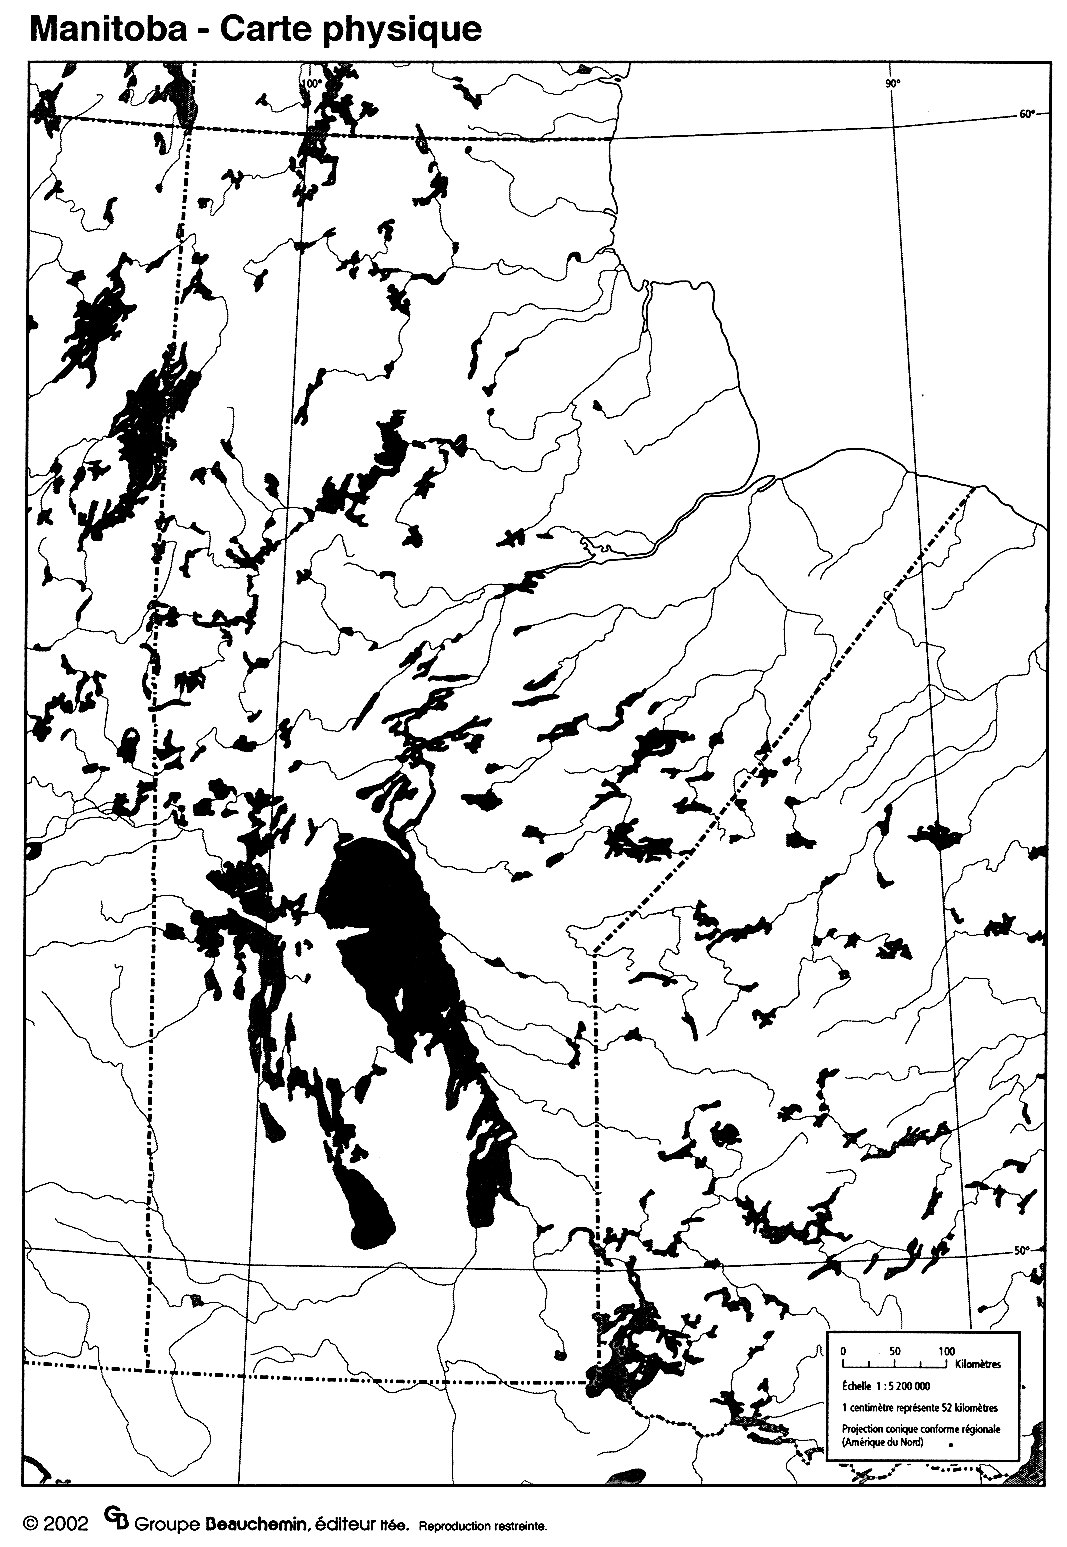 Manitoba - Carte physique
100°
90°
60°
50°
0 50 100
Kilomètres
Échelle 1 : 5 200 000
1 centimètre représente 52 kilomètres
Projection conique conforme régionale
(Amérique du Nord)
© 2002 GB Groupe Beauchemin, éditeur ltée. Reproduction restreinte.